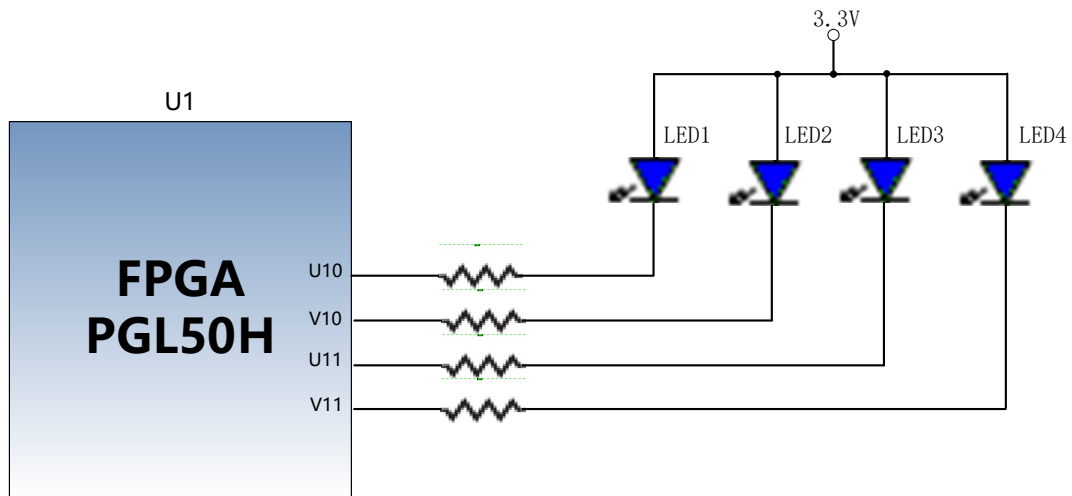 3.3V
U1
LED1
LED2
LED3
LED4
FPGA
PGL50H
U10
V10
U11
V11